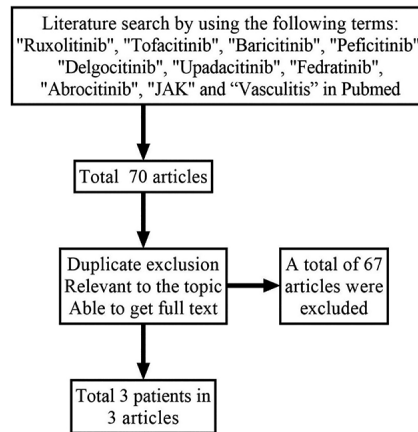 Literature search by using the following terms:
"Ruxolitinib", "Tofacitinib", "Baricitinib", "Peficitinib"
"Delgocitinib", "Upadacitinib", "Fedratinib",
"Abrocitinib", "JAK" and “Vasculitis” in Pubmed
Total 70 articles
Duplicate exclusion
Relevant to the topic
Able to get full text
A total of 67
articles were
excluded
Total 3 patients in
3 articles